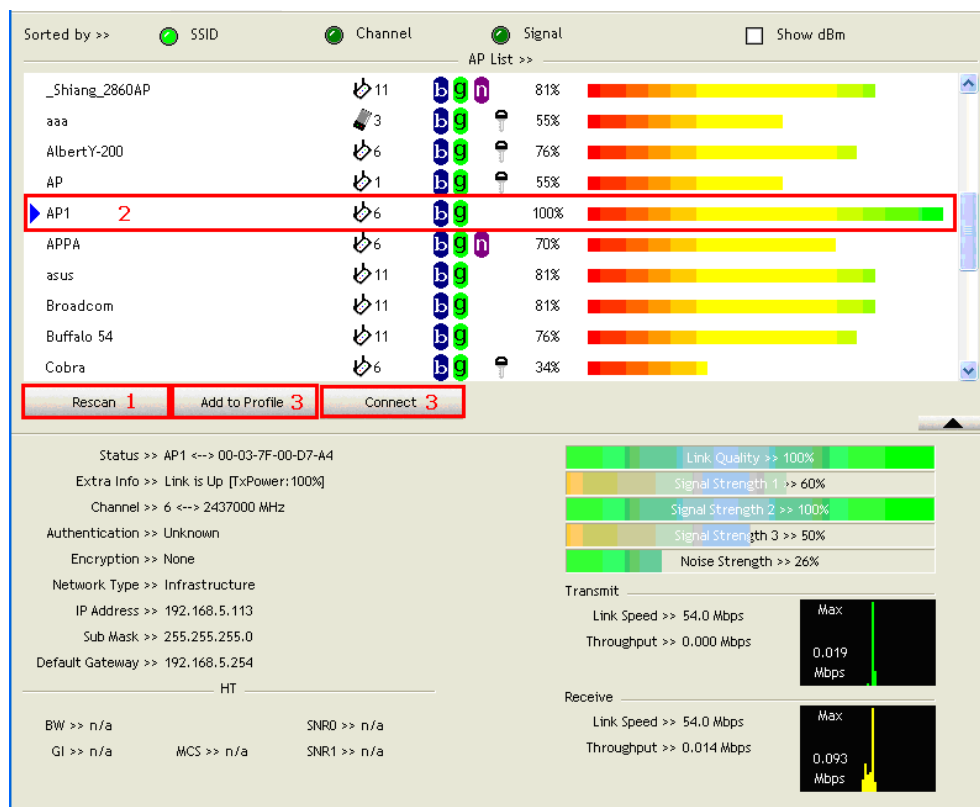 Sorted by >> SSID Channel Signal Show dBm
AP List >>
_Shiang_2860AP 11 b g n 81%
aaa 3 b g 55%
AlbertY-200 6 b g 76%
AP 1 b g 55%
AP1 2 6 b g 100%
APPA 6 b g n 70%
asus 11 b g 81%
Broadcom 11 b g 81%
Buffalo 54 11 b g 76%
Cobra 6 b g 34%
Rescan 1 Add to Profile 3 Connect 3
Status >> AP1 <--> 00-03-7F-00-D7-A4
Extra Info >> Link is Up [TxPower:100%]
Channel >> 6 <--> 2437000 MHz
Authentication >> Unknown
Encryption >> None
Network Type >> Infrastructure
IP Address >> 192.168.5.113
Sub Mask >> 255.255.255.0
Default Gateway >> 192.168.5.254
HT
BW >> n/a SNR0 >> n/a
GI >> n/a MCS >> n/a SNR1 >> n/a
Link Quality >> 100%
Signal Strength 1 >> 60%
Signal Strength 2 >> 100%
Signal Strength 3 >> 50%
Noise Strength >> 26%
Transmit
Link Speed >> 54.0 Mbps
Throughput >> 0.000 Mbps
Max
0.019
Mbps
Receive
Link Speed >> 54.0 Mbps
Throughput >> 0.014 Mbps
Max
0.093
Mbps